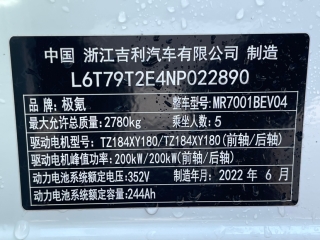 中国 浙江吉利汽车有限公司 制造
L6T79T2E4NP022890
品牌：极氪 整车型号：MR7001BEV04
最大允许总质量：2780kg 乘坐人数：5
驱动电机型号：TZ184XY180/TZ184XY180(前轴/后轴)
驱动电机峰值功率：200kW/200kW(前轴/后轴)
动力电池系统额定电压：352V 制造年月：2022 年 6 月
动力电池系统额定容量：
244Ah